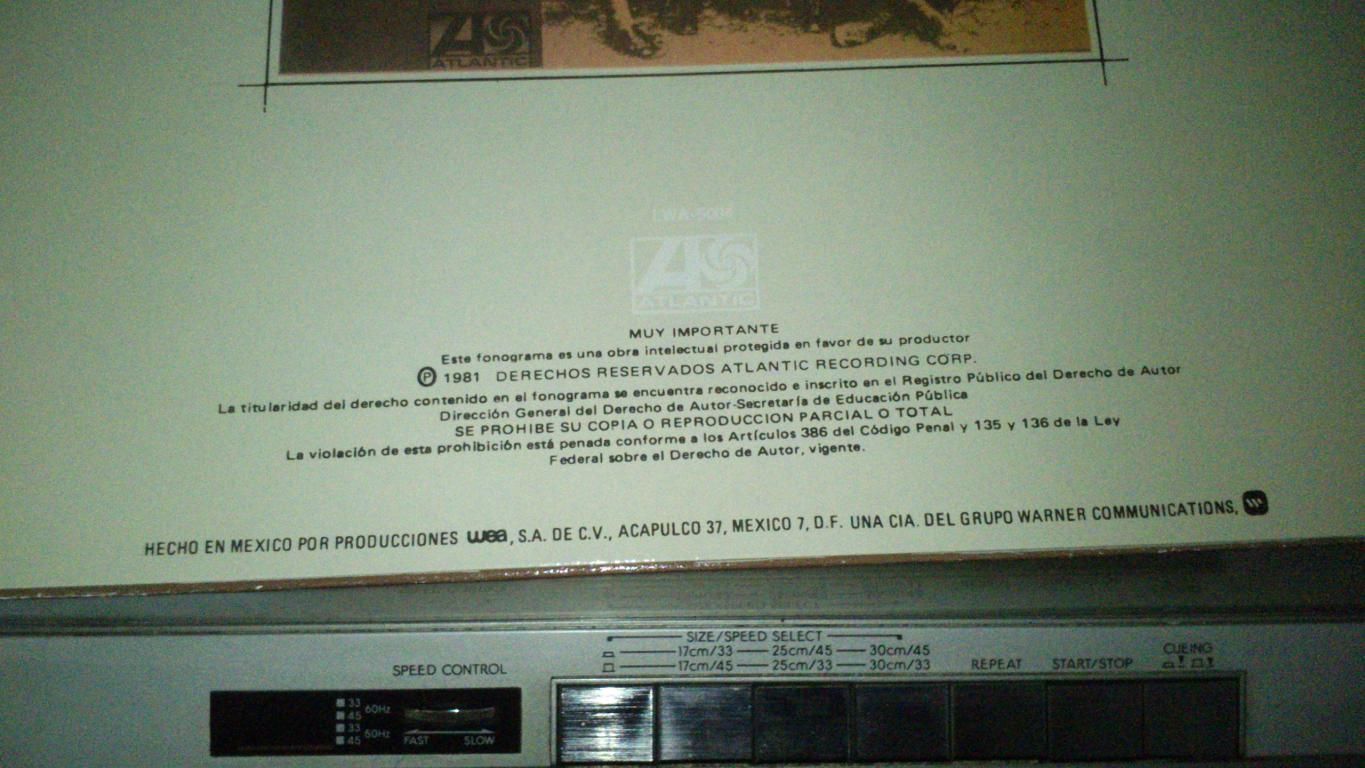 ATLANTIC
LWA-5008
ATLANTIC
MUY IMPORTANTE
Este fonograma es una obra intelectual protegida en favor de su productor
Ⓟ 1981 DERECHOS RESERVADOS ATLANTIC RECORDING CORP.
La titularidad del derecho contenido en el fonograma se encuentra reconocido e inscrito en el Registro Público del Derecho de Autor
Dirección General del Derecho de Autor-Secretaría de Educación Pública
SE PROHIBE SU COPIA O REPRODUCCION PARCIAL O TOTAL
La violación de esta prohibición está penada conforme a los Artículos 386 del Código Penal y 135 y 136 de la Ley
Federal sobre el Derecho de Autor, vigente.
HECHO EN MEXICO POR PRODUCCIONES wea, S.A. DE C.V., ACAPULCO 37, MEXICO 7, D.F. UNA CIA. DEL GRUPO WARNER COMMUNICATIONS,
SIZE/SPEED SELECT
17cm/33 25cm/45 30cm/45
17cm/45 25cm/33 30cm/33
SPEED CONTROL
REPEAT START/STOP CUEING
33
45 60Hz
33
45 50Hz
FAST SLOW